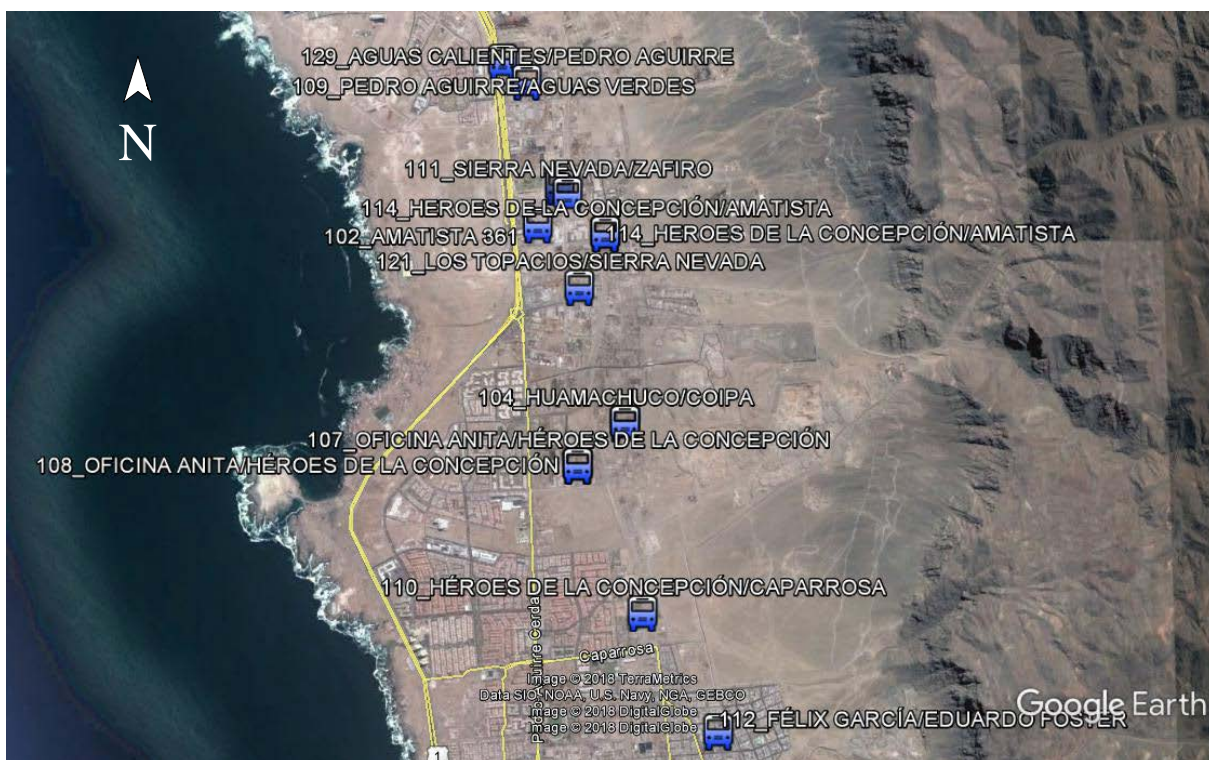 129_AGUAS CALIENTES/PEDRO AGUIRRE
109_PEDRO AGUIRRE/AGUAS VERDES
N
111_SIERRA NEVADA/ZAFIRO
114_HEROES DE LA CONCEPCIÓN/AMATISTA
102_AMATISTA 361
114_HEROES DE LA CONCEPCIÓN/AMATISTA
121_LOS TOPACIOS/SIERRA NEVADA
104_HUAMACHUCO/COIPA
107_OFICINA ANITA/HÉROES DE LA CONCEPCIÓN
108_OFICINA ANITA/HÉROES DE LA CONCEPCIÓN
110_HÉROES DE LA CONCEPCIÓN/CAPARROSA
Caparrosa
Image © 2018 TerraMetrics
Data SIO, NOAA, U.S. Navy, NGA, GEBCO
Image © 2018 DigitalGlobe
Image © 2018 DigitalGlobe
Google Earth
112_FÉLIX GARCÍA/EDUARDO FOSTER
1